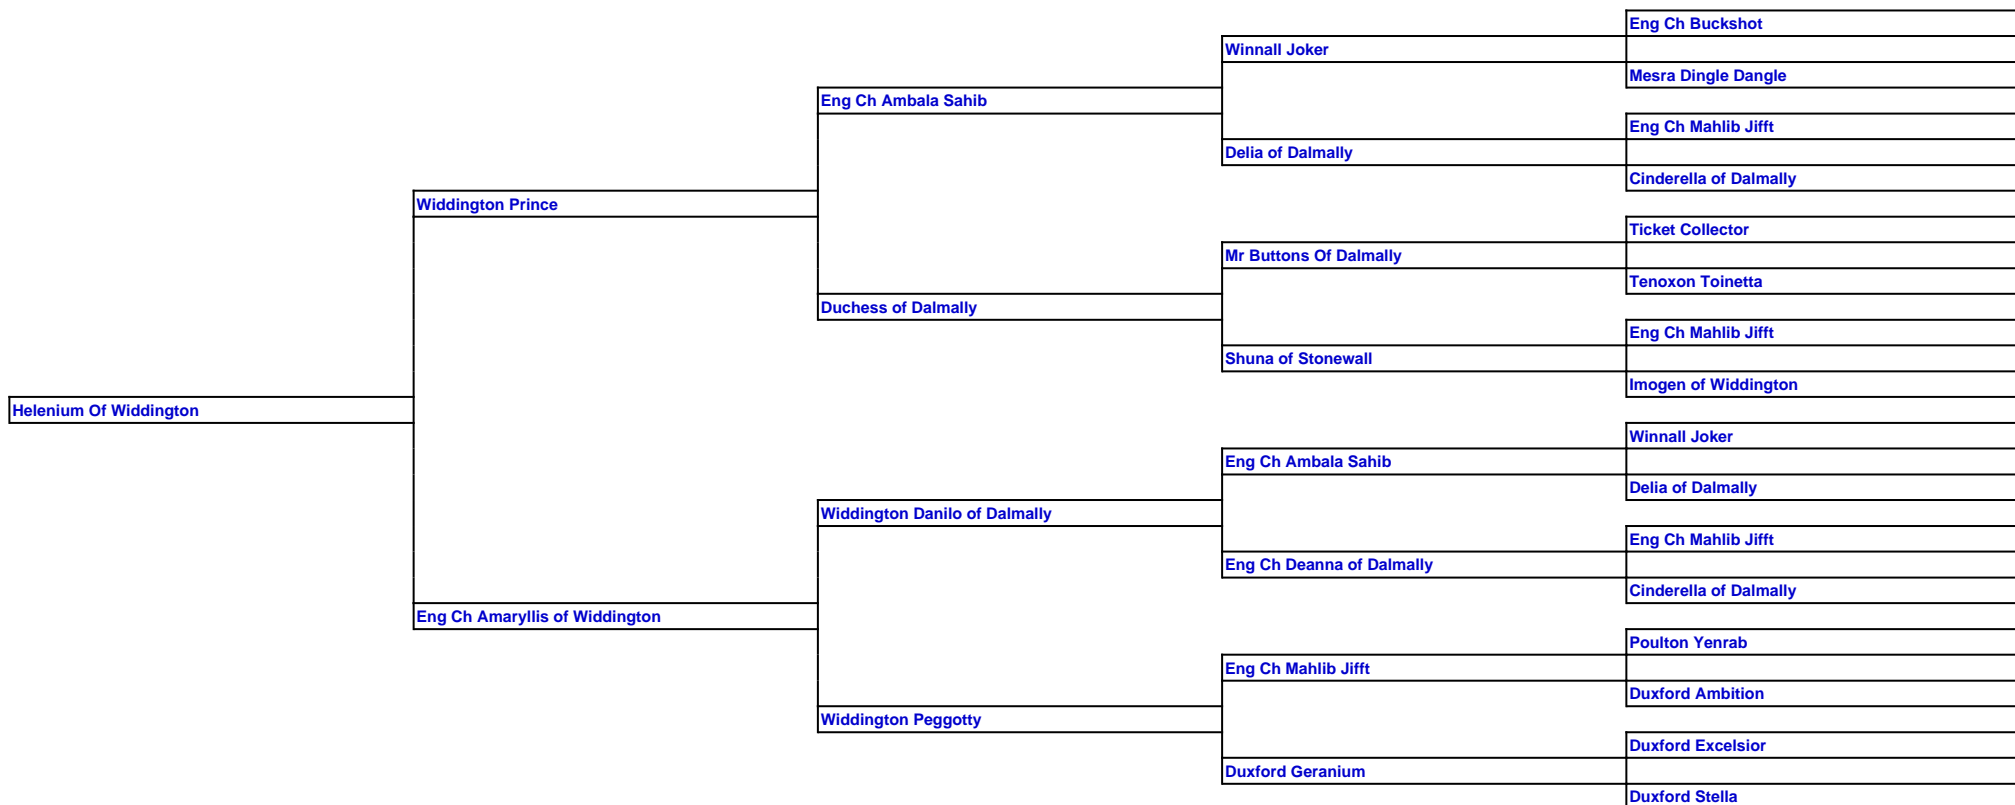 Eng Ch Buckshot
Winnall Joker
Mesra Dingle Dangle
Eng Ch Ambala Sahib
Eng Ch Mahlib Jifft
Delia of Dalmally
Cinderella of Dalmally
Widdington Prince
Ticket Collector
Mr Buttons Of Dalmally
Tenoxon Toinetta
Duchess of Dalmally
Eng Ch Mahlib Jifft
Shuna of Stonewall
Imogen of Widdington
Helenium Of Widdington
Winnall Joker
Eng Ch Ambala Sahib
Delia of Dalmally
Widdington Danilo of Dalmally
Eng Ch Mahlib Jifft
Eng Ch Deanna of Dalmally
Cinderella of Dalmally
Eng Ch Amaryllis of Widdington
Poulton Yenrab
Eng Ch Mahlib Jifft
Duxford Ambition
Widdington Peggotty
Duxford Excelsior
Duxford Geranium
Duxford Stella